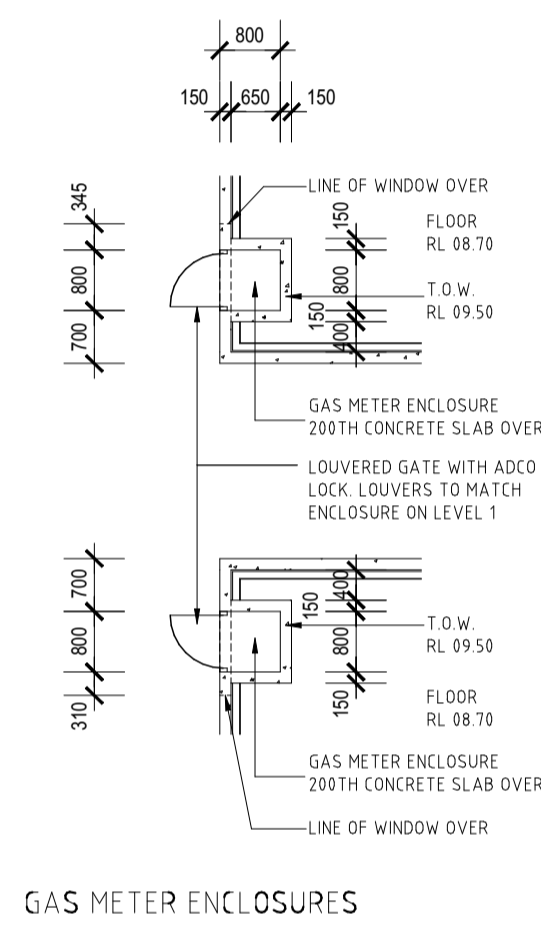 800
150 650 150
345
800
700
LINE OF WINDOW OVER
150
800
150
400
FLOOR
RL 08.70
T.O.W.
RL 09.50
GAS METER ENCLOSURE
200TH CONCRETE SLAB OVER
LOUVERED GATE WITH ADCO
LOCK. LOUVERS TO MATCH
ENCLOSURE ON LEVEL 1
700
800
310
400
150
800
150
T.O.W.
RL 09.50
FLOOR
RL 08.70
GAS METER ENCLOSURE
200TH CONCRETE SLAB OVER
LINE OF WINDOW OVER
GAS METER ENCLOSURES